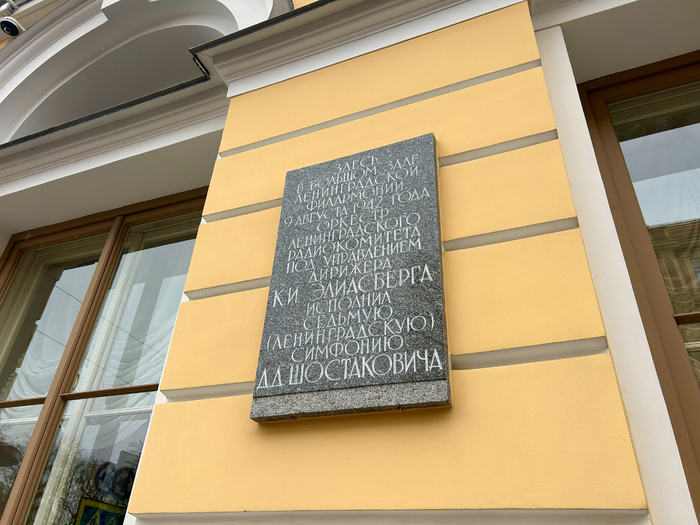 ЗДЕСЬ
В БОЛЬШОМ ЗАЛЕ
ЛЕНИНГРАДСКОЙ
ФИЛАРМОНИИ
9 АВГУСТА 1942 ГОДА
ОРКЕСТР
ЛЕНИНГРАДСКОГО
РАДИОКОМИТЕТА
ПОД УПРАВЛЕНИЕМ
ДИРИЖЕРА
К.И. ЭЛИАСБЕРГА
ИСПОЛНИЛ
СЕДЬМУЮ
(ЛЕНИНГРАДСКУЮ)
СИМФОНИЮ
Д.Д. ШОСТАКОВИЧА